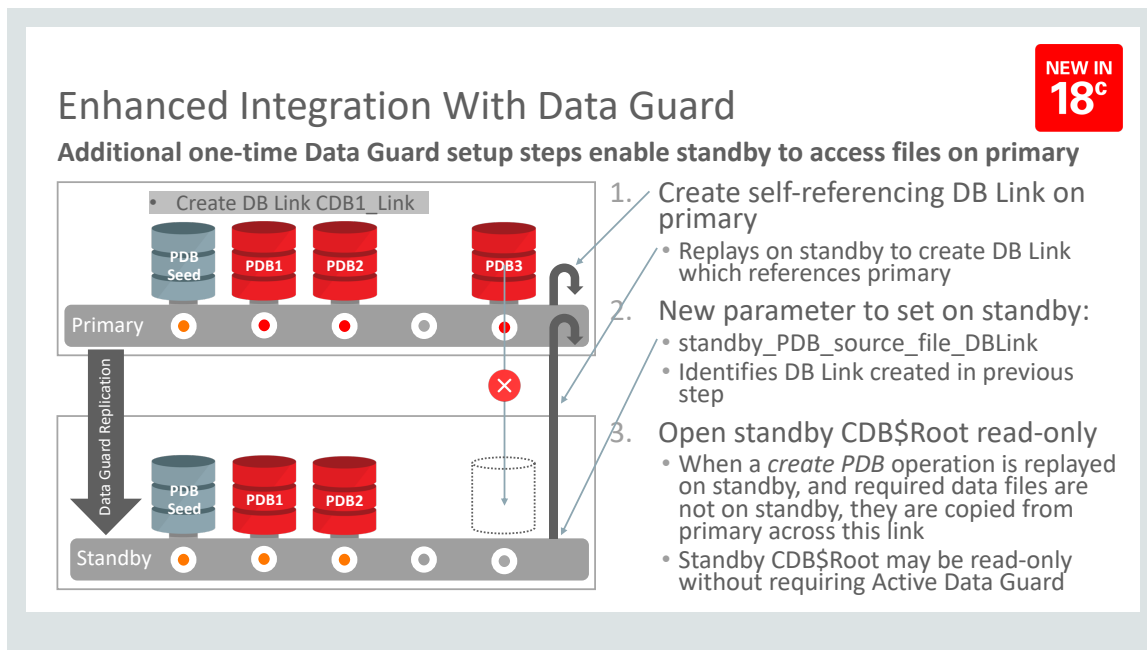 NEW IN
18c
Enhanced Integration With Data Guard
Additional one-time Data Guard setup steps enable standby to access files on primary
• Create DB Link CDB1_Link
PDB
Seed
PDB1
PDB2
PDB3
Primary
Data Guard Replication
PDB
Seed
PDB1
PDB2
Standby
1. Create self-referencing DB Link on
primary
• Replays on standby to create DB Link
which references primary
2. New parameter to set on standby:
• standby_PDB_source_file_DBLink
• Identifies DB Link created in previous
step
3. Open standby CDB$Root read-only
• When a create PDB operation is replayed
on standby, and required data files are
not on standby, they are copied from
primary across this link
• Standby CDB$Root may be read-only
without requiring Active Data Guard